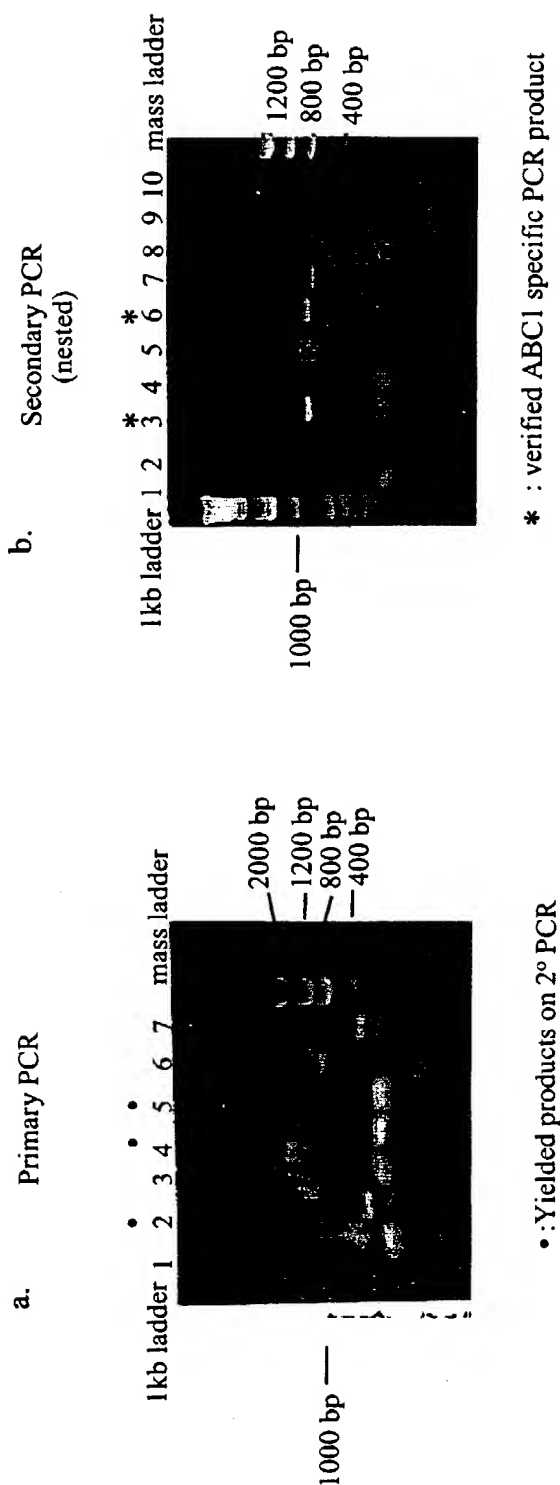 a.
Primary PCR
• • •
1kb ladder 1 2 3 4 5 6 7 mass ladder
1000 bp
2000 bp
1200 bp
800 bp
400 bp
• :Yielded products on 2º PCR
b.
Secondary PCR
(nested)
* *
1kb ladder 1 2 3 4 5 6 7 8 9 10 mass ladder
1000 bp
1200 bp
800 bp
400 bp
* : verified ABC1 specific PCR product